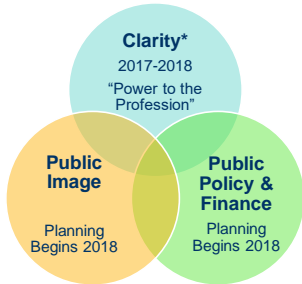 Clarity*
2017-2018
“Power to the
Profession”
Public
Image
Planning
Begins 2018
Public
Policy &
Finance
Planning
Begins 2018